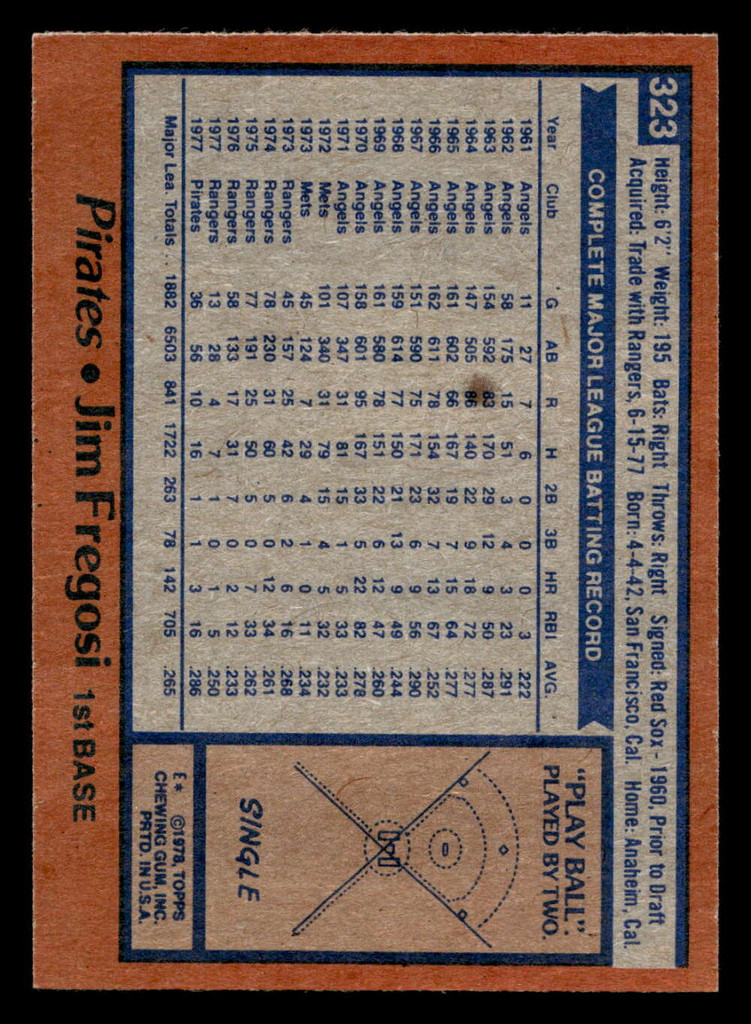 323
Height: 6'2" Weight: 195 Bats: Right Throws: Right Signed: Red Sox - 1960, Prior to Draft
Acquired: Trade with Rangers, 6-15-77 Born: 4-4-42, San Francisco, Cal. Home: Anaheim, Cal.
COMPLETE MAJOR LEAGUE BATTING RECORD
Year Club G AB R H 2B 3B HR RBI AVG.
1961 Angels 11 27 7 6 0 0 0 3 .222
1962 Angels 58 175 15 51 3 4 3 23 .291
1963 Angels 154 592 83 170 29 12 9 50 .287
1964 Angels 147 505 86 140 22 9 18 72 .277
1965 Angels 161 602 66 167 19 7 15 64 .277
1966 Angels 162 611 78 154 32 7 13 67 .252
1967 Angels 151 590 75 171 23 6 9 56 .290
1968 Angels 159 614 77 150 21 13 9 49 .244
1969 Angels 161 580 78 151 22 6 12 47 .260
1970 Angels 158 601 95 167 33 5 22 82 .278
1971 Angels 107 347 31 81 15 1 5 33 .233
1972 Mets 101 340 31 79 15 4 5 32 .232
1973 Mets 45 124 7 29 4 1 0 11 .234
1973 Rangers 45 157 25 42 6 2 6 16 .268
1974 Rangers 78 230 31 60 5 0 12 34 .261
1975 Rangers 77 191 25 50 5 0 7 33 .262
1976 Rangers 58 133 17 31 7 0 2 12 .233
1977 Rangers 13 28 4 7 1 0 1 5 .250
1977 Pirates 36 56 10 16 1 1 3 16 .286
Major Lea. Totals .. 1882 6503 841 1722 263 78 142 705 .265
"PLAY BALL"
PLAYED BY TWO.
SINGLE
E* ©1978, TOPPS
CHEWING GUM, INC.
PRTD. IN U.S.A.
Pirates • Jim Fregosi 1st BASE